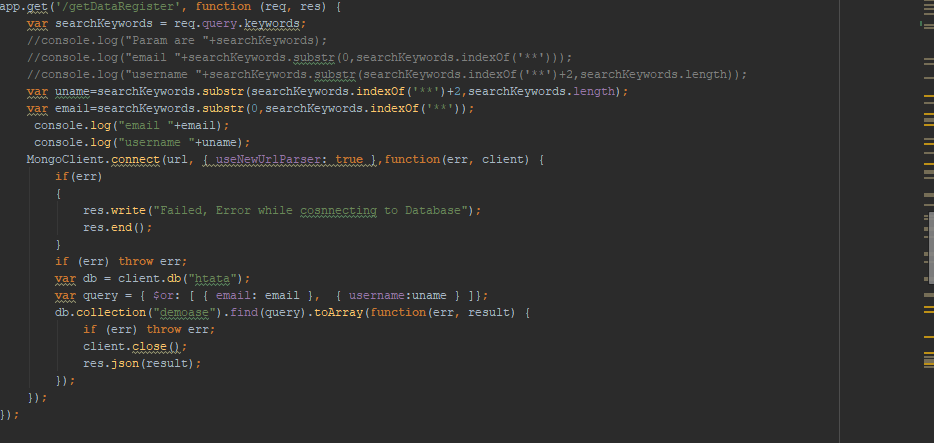 app.get('/getDataRegister', function (req, res) {
    var searchKeywords = req.query.keywords;
    //console.log("Param are "+searchKeywords);
    //console.log("email "+searchKeywords.substr(0,searchKeywords.indexOf('**')));
    //console.log("username "+searchKeywords.substr(searchKeywords.indexOf('**')+2,searchKeywords.length));
    var uname=searchKeywords.substr(searchKeywords.indexOf('**')+2,searchKeywords.length);
    var email=searchKeywords.substr(0,searchKeywords.indexOf('**'));
     console.log("email "+email);
     console.log("username "+uname);
    MongoClient.connect(url, { useNewUrlParser: true },function(err, client) {
        if(err)
        {
            res.write("Failed, Error while cosnnecting to Database");
            res.end();
        }
        if (err) throw err;
        var db = client.db("htata");
        var query = { $or: [ { email: email },  { username:uname } ]};
        db.collection("demoase").find(query).toArray(function(err, result) {
            if (err) throw err;
            client.close();
            res.json(result);
        });
    });
});